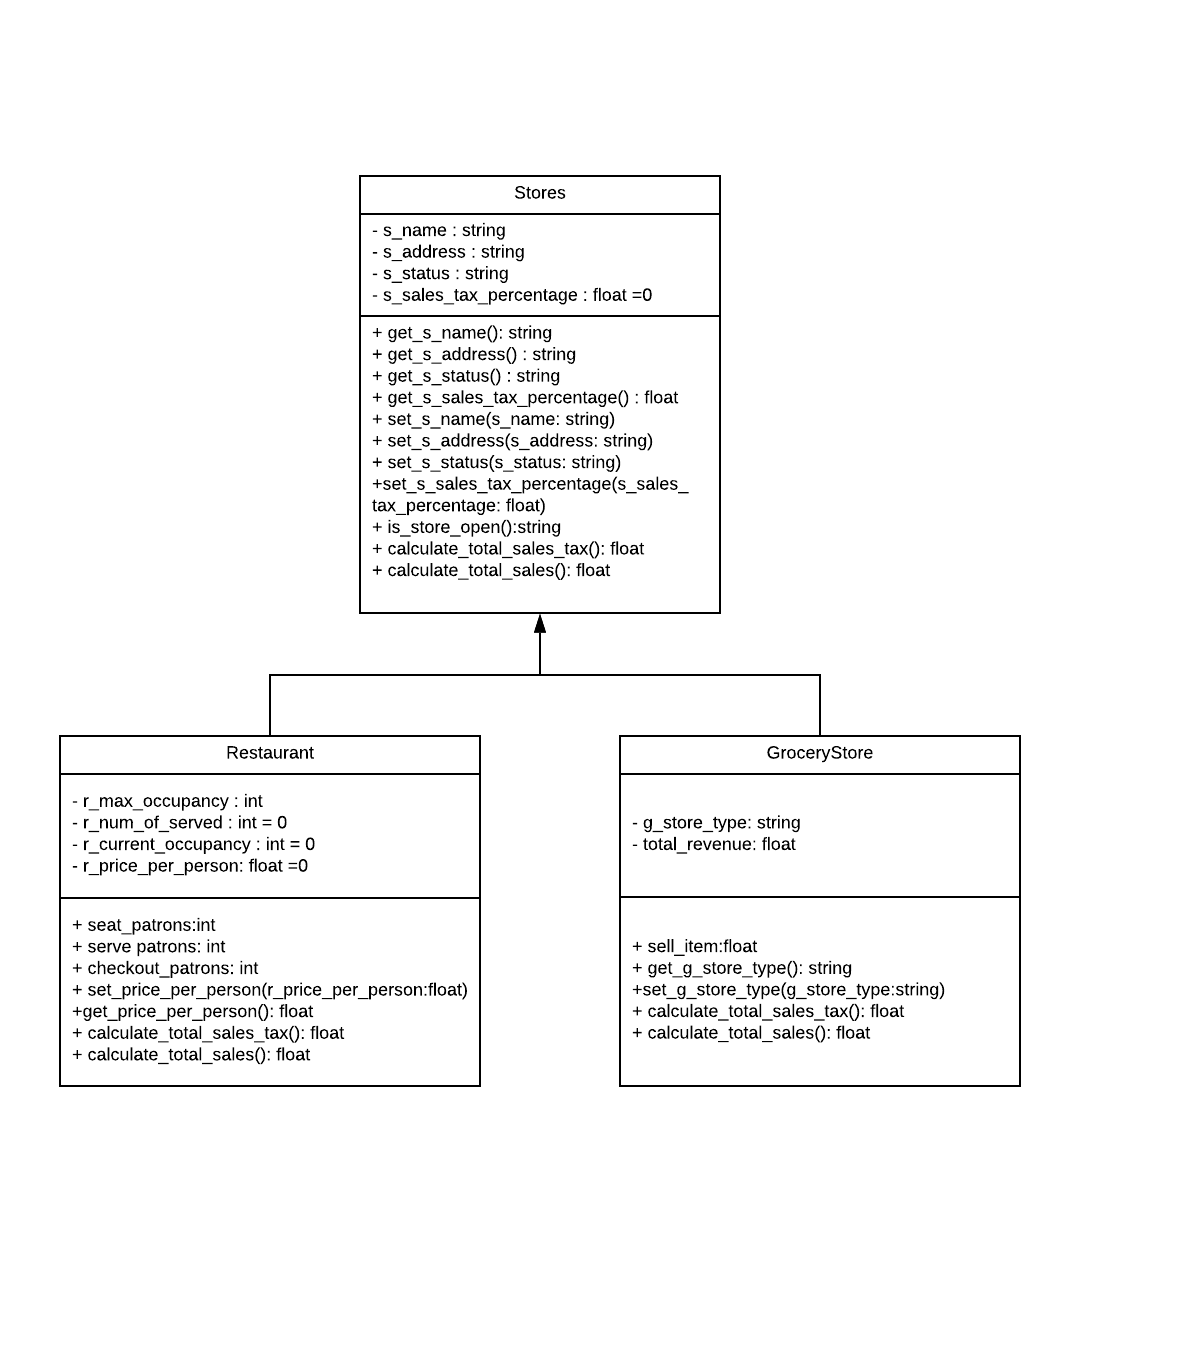 Stores
- s_name : string
- s_address : string
- s_status : string
- s_sales_tax_percentage : float =0
+ get_s_name(): string
+ get_s_address() : string
+ get_s_status() : string
+ get_s_sales_tax_percentage() : float
+ set_s_name(s_name: string)
+ set_s_address(s_address: string)
+ set_s_status(s_status: string)
+set_s_sales_tax_percentage(s_sales_
tax_percentage: float)
+ is_store_open():string
+ calculate_total_sales_tax(): float
+ calculate_total_sales(): float
Restaurant
- r_max_occupancy : int
- r_num_of_served : int = 0
- r_current_occupancy : int = 0
- r_price_per_person: float =0
+ seat_patrons:int
+ serve patrons: int
+ checkout_patrons: int
+ set_price_per_person(r_price_per_person:float)
+get_price_per_person(): float
+ calculate_total_sales_tax(): float
+ calculate_total_sales(): float
GroceryStore
- g_store_type: string
- total_revenue: float
+ sell_item:float
+ get_g_store_type(): string
+set_g_store_type(g_store_type:string)
+ calculate_total_sales_tax(): float
+ calculate_total_sales(): float